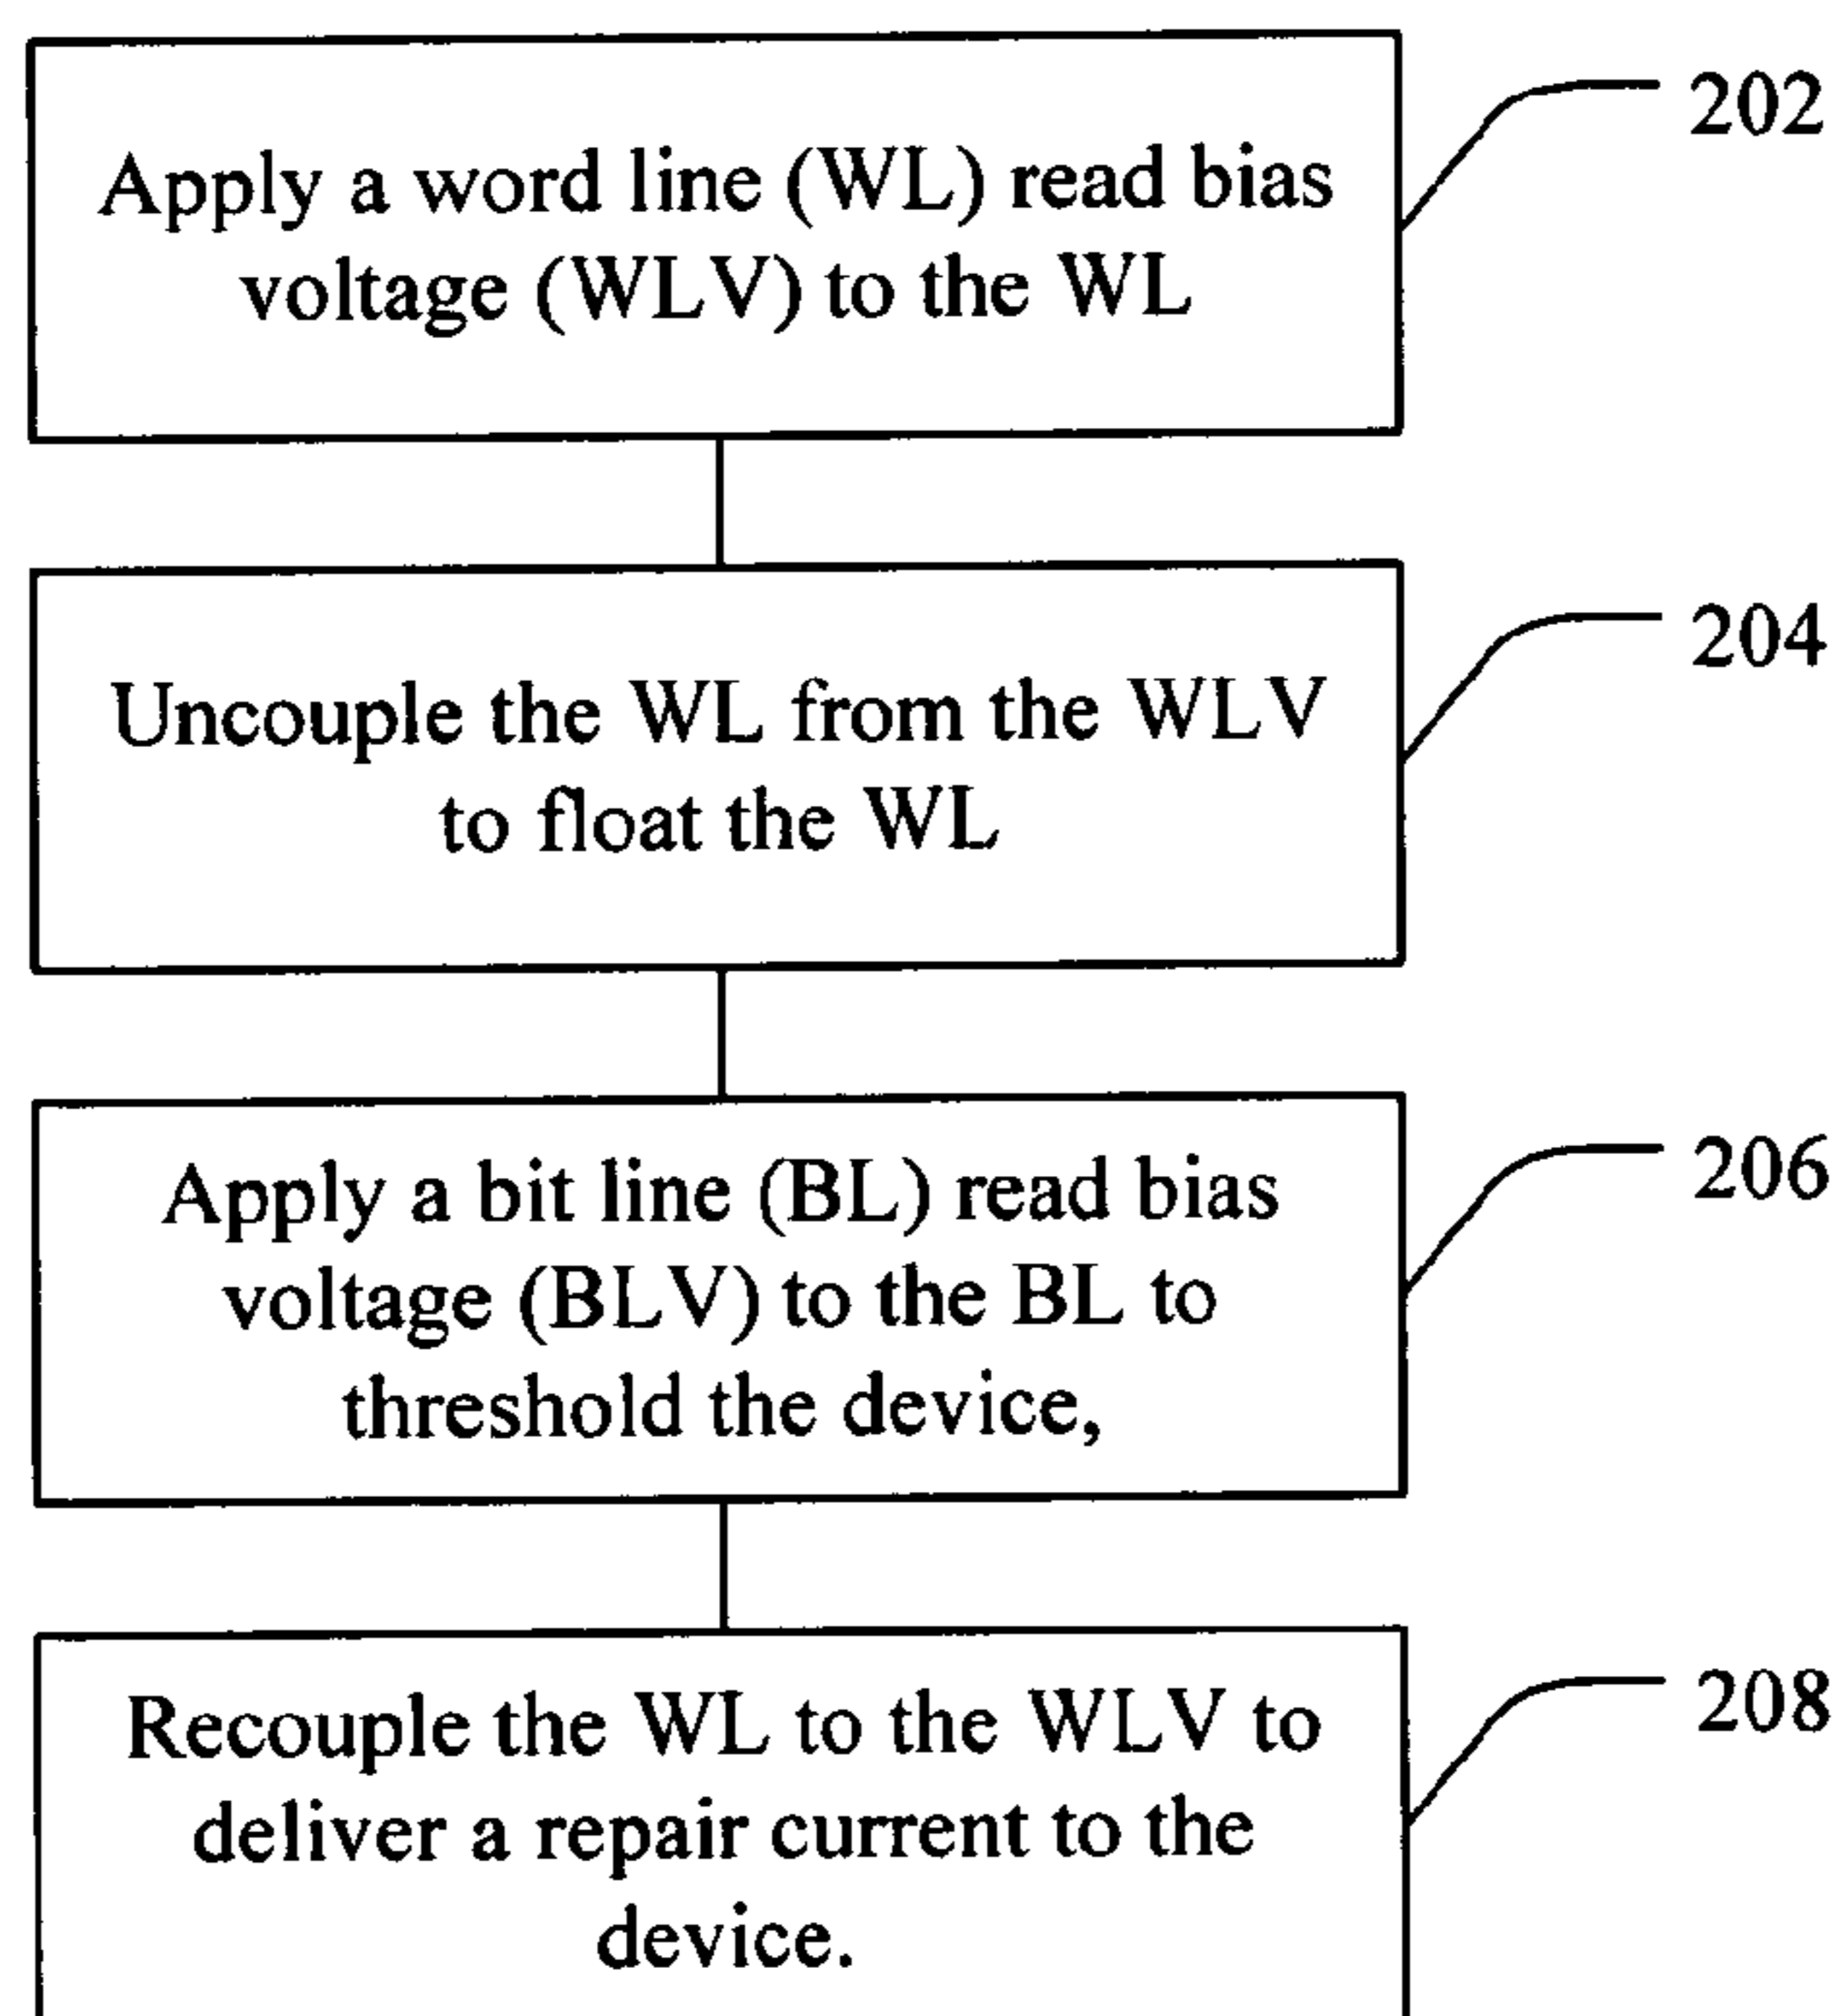 202
Apply a word line (WL) read bias
voltage (WLV) to the WL
204
Uncouple the WL from the WLV
to float the WL
206
Apply a bit line (BL) read bias
voltage (BLV) to the BL to
threshold the device,
208
Recouple the WL to the WLV to
deliver a repair current to the
device.